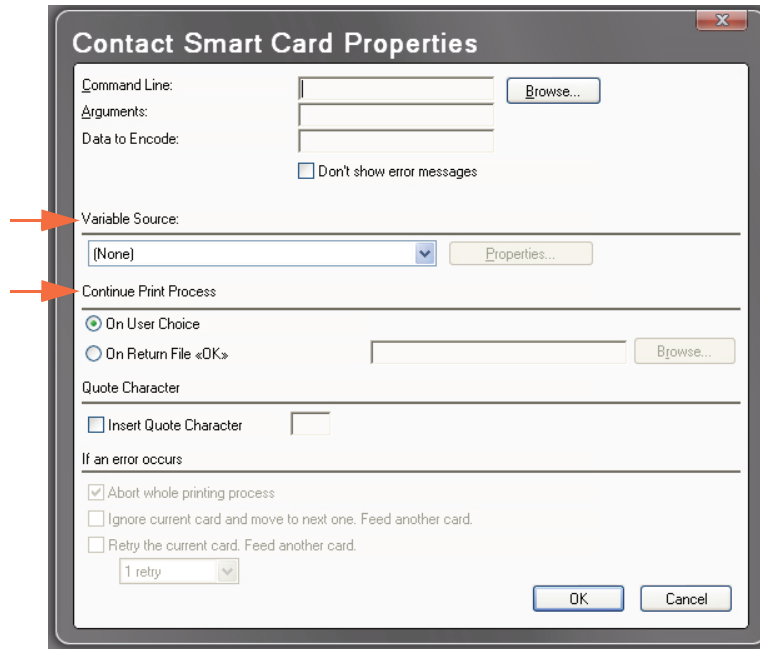 Contact Smart Card Properties
Command Line:
Browse...
Arguments:
Data to Encode:
Don't show error messages
Variable Source:
(None)
Properties...
Continue Print Process
On User Choice
On Return File «OK»
Browse...
Quote Character
Insert Quote Character
If an error occurs
Abort whole printing process
Ignore current card and move to next one. Feed another card.
Retry the current card. Feed another card.
1 retry
OK
Cancel